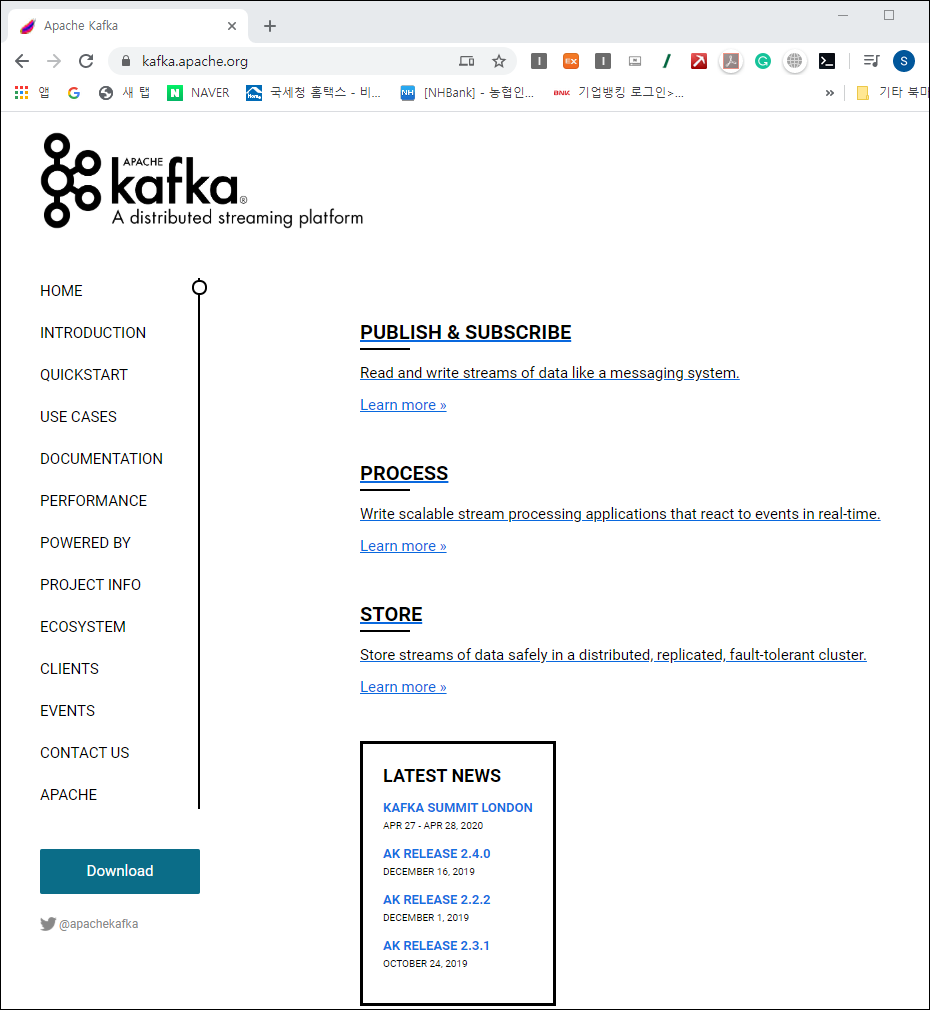 Apache Kafka
kafka.apache.org
앱
새 탭
NAVER
국세청 홈택스 - 비...
[NHBank] - 농협인...
BNK 기업뱅킹 로그인>...
»
기타 북마
APACHE
kafka®
A distributed streaming platform
HOME
INTRODUCTION
QUICKSTART
USE CASES
DOCUMENTATION
PERFORMANCE
POWERED BY
PROJECT INFO
ECOSYSTEM
CLIENTS
EVENTS
CONTACT US
APACHE
Download
@apachekafka
PUBLISH & SUBSCRIBE
Read and write streams of data like a messaging system.
Learn more »
PROCESS
Write scalable stream processing applications that react to events in real-time.
Learn more »
STORE
Store streams of data safely in a distributed, replicated, fault-tolerant cluster.
Learn more »
LATEST NEWS
KAFKA SUMMIT LONDON
APR 27 - APR 28, 2020
AK RELEASE 2.4.0
DECEMBER 16, 2019
AK RELEASE 2.2.2
DECEMBER 1, 2019
AK RELEASE 2.3.1
OCTOBER 24, 2019